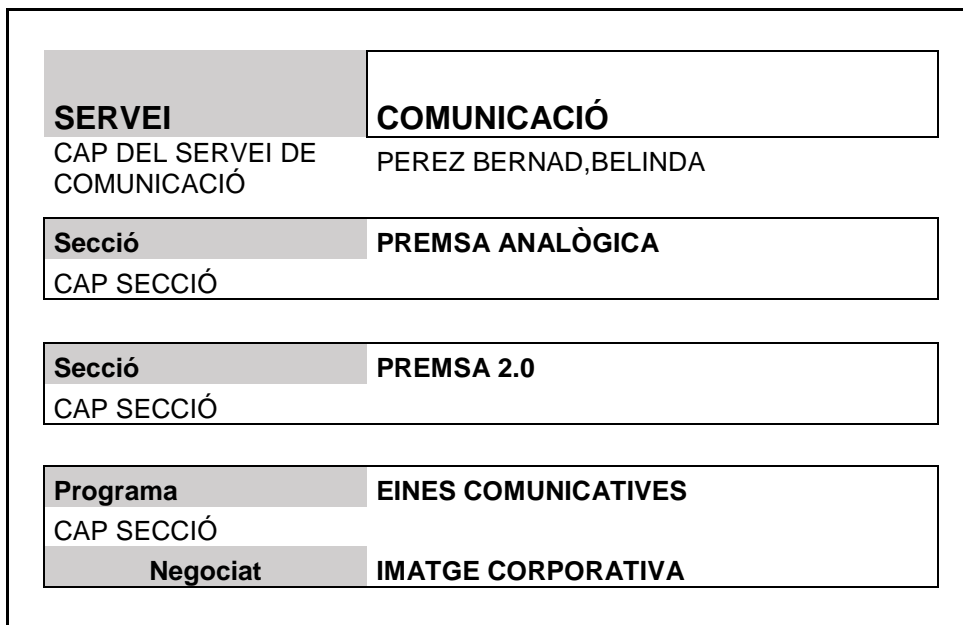 SERVEI COMUNICACIÓ
CAP DEL SERVEI DE
COMUNICACIÓ
PEREZ BERNAD,BELINDA
Secció PREMSA ANALÒGICA
CAP SECCIÓ
Secció PREMSA 2.0
CAP SECCIÓ
Programa EINES COMUNICATIVES
CAP SECCIÓ
Negociat IMATGE CORPORATIVA